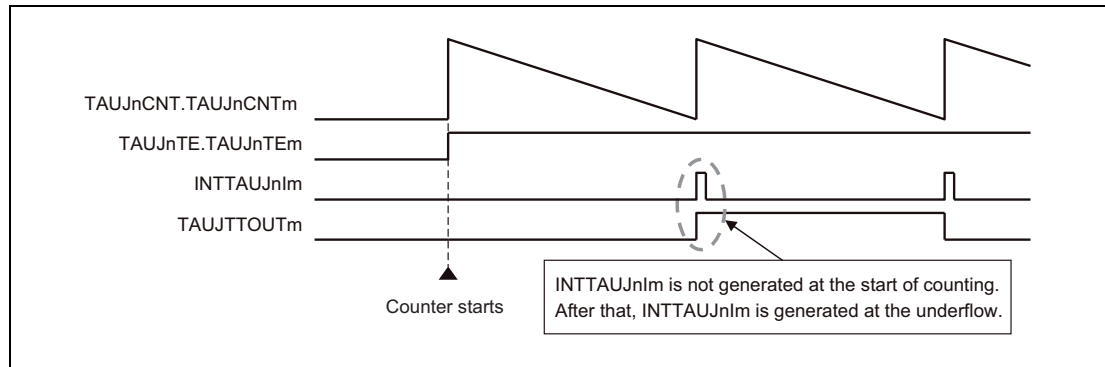 TAUJnCNT.TAUJnCNTm
TAUJnTE.TAUJnTEm
INTTAUJnIm
TAUJTTOUTm
Counter starts
INTTAUJnIm is not generated at the start of counting.
After that, INTTAUJnIm is generated at the underflow.